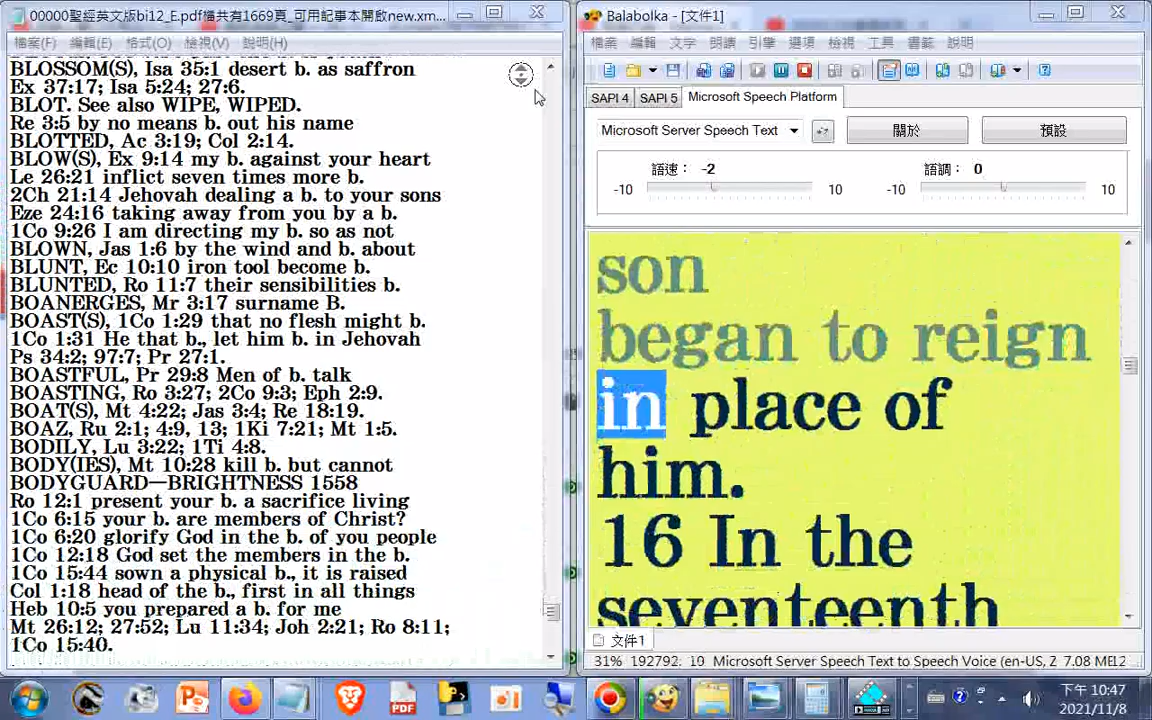 00000聖經英文版bi12_E.pdf檔共有1669頁_可用記事本開啟new.xm...
檔案(F) 編輯(E) 格式(O) 檢視(V) 說明(H)
BLOSSOM(S), Isa 35:1 desert b. as saffron
Ex 37:17; Isa 5:24; 27:6.
BLOT. See also WIPE, WIPED.
Re 3:5 by no means b. out his name
BLOTTED, Ac 3:19; Col 2:14.
BLOW(S), Ex 9:14 my b. against your heart
Le 26:21 inflict seven times more b.
2Ch 21:14 Jehovah dealing a b. to your sons
Eze 24:16 taking away from you by a b.
1Co 9:26 I am directing my b. so as not
BLOWN, Jas 1:6 by the wind and b. about
BLUNT, Ec 10:10 iron tool become b.
BLUNTED, Ro 11:7 their sensibilities b.
BOANERGES, Mr 3:17 surname B.
BOAST(S), 1Co 1:29 that no flesh might b.
1Co 1:31 He that b., let him b. in Jehovah
Ps 34:2; 97:7; Pr 27:1.
BOASTFUL, Pr 29:8 Men of b. talk
BOASTING, Ro 3:27; 2Co 9:3; Eph 2:9.
BOAT(S), Mt 4:22; Jas 3:4; Re 18:19.
BOAZ, Ru 2:1; 4:9, 13; 1Ki 7:21; Mt 1:5.
BODILY, Lu 3:22; 1Ti 4:8.
BODY(IES), Mt 10:28 kill b. but cannot
BODYGUARD—BRIGHTNESS 1558
Ro 12:1 present your b. a sacrifice living
1Co 6:15 your b. are members of Christ?
1Co 6:20 glorify God in the b. of you people
1Co 12:18 God set the members in the b.
1Co 15:44 sown a physical b., it is raised
Col 1:18 head of the b., first in all things
Heb 10:5 you prepared a b. for me
Mt 26:12; 27:52; Lu 11:34; Joh 2:21; Ro 8:11;
1Co 15:40.
Balabolka - [文件1]
檔案 編輯 文字 朗讀 引擎 選項 檢視 工具 書籤 說明
SAPI 4 SAPI 5 Microsoft Speech Platform
Microsoft Server Speech Text 關於 預設
語速： -2 語調： 0
-10 10 -10 10
son
began to reign
in place of
him.
16 In the
seventeenth
文件1
31% 192792: 10 Microsoft Server Speech Text to Speech Voice (en-US, Z 7.08 ME12
PDF
下午 10:47
2021/11/8